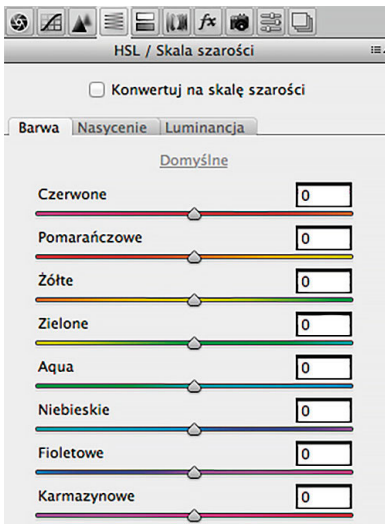 fx
HSL / Skala szarości
Konwertuj na skalę szarości
Barwa Nasycenie Luminancja
Domyślne
Czerwone 0
Pomarańczowe 0
Żółte 0
Zielone 0
Aqua 0
Niebieskie 0
Fioletowe 0
Karmazynowe 0